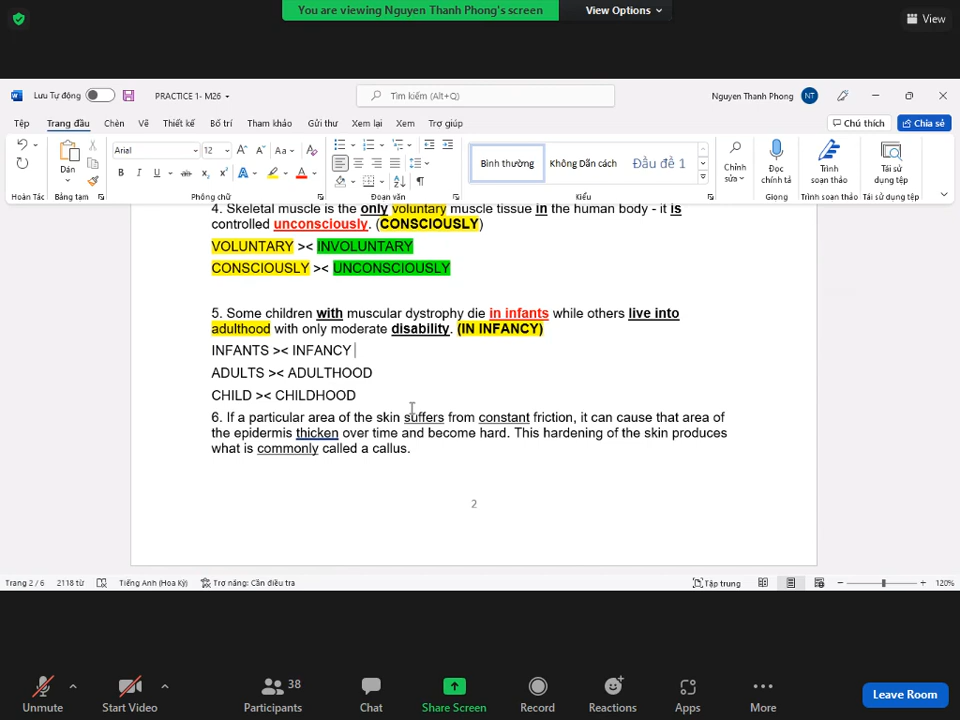 You are viewing Nguyen Thanh Phong's screen
View Options
View
Lưu Tự động
PRACTICE 1- M26
Tìm kiếm (Alt+Q)
Nguyen Thanh Phong
NT
Tệp Trang đầu Chèn Vẽ Thiết kế Bố trí Tham khảo Gửi thư Xem lại Xem Trợ giúp
Chú thích
Chia sẻ
Dán
Arial
12
Bình thường
Không Dãn cách
Đầu đề 1
Chỉnh sửa
Đọc chính tả
Trình soạn thảo
Tái sử dụng tệp
Hoàn Tác
Bảng tạm
Phông chữ
Đoạn văn
Kiểu
Giọng
Trình soạn thảo
Tái sử dụng tệp
4. Skeletal muscle is the only voluntary muscle tissue in the human body - it is
controlled unconsciously. (CONSCIOUSLY)
VOLUNTARY >< INVOLUNTARY
CONSCIOUSLY >< UNCONSCIOUSLY
5. Some children with muscular dystrophy die in infants while others live into
adulthood with only moderate disability. (IN INFANCY)
INFANTS >< INFANCY
ADULTS >< ADULTHOOD
CHILD >< CHILDHOOD
6. If a particular area of the skin suffers from constant friction, it can cause that area of
the epidermis thicken over time and become hard. This hardening of the skin produces
what is commonly called a callus.
2
Trang 2 / 6
2118 từ
Tiếng Anh (Hoa Kỳ)
Trợ năng: Cần điều tra
Tập trung
120%
Unmute
Start Video
38
Participants
Chat
Share Screen
Record
Reactions
Apps
More
Leave Room